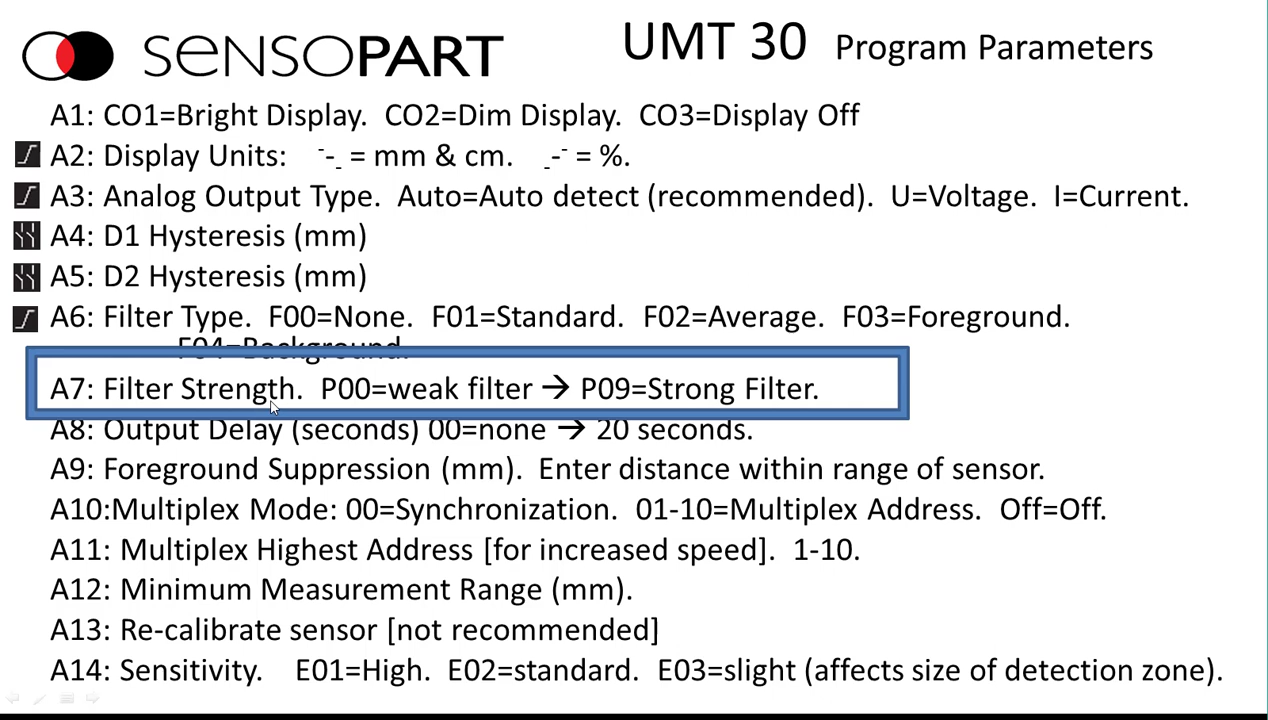 SENSOPART
UMT 30 Program Parameters
A1: CO1=Bright Display. CO2=Dim Display. CO3=Display Off
A2: Display Units: ¯-_ = mm & cm. _-¯ = %.
A3: Analog Output Type. Auto=Auto detect (recommended). U=Voltage. I=Current.
A4: D1 Hysteresis (mm)
A5: D2 Hysteresis (mm)
A6: Filter Type. F00=None. F01=Standard. F02=Average. F03=Foreground.
F04=Background.
A7: Filter Strength. P00=weak filter → P09=Strong Filter.
A8: Output Delay (seconds) 00=none → 20 seconds.
A9: Foreground Suppression (mm). Enter distance within range of sensor.
A10:Multiplex Mode: 00=Synchronization. 01-10=Multiplex Address. Off=Off.
A11: Multiplex Highest Address [for increased speed]. 1-10.
A12: Minimum Measurement Range (mm).
A13: Re-calibrate sensor [not recommended]
A14: Sensitivity. E01=High. E02=standard. E03=slight (affects size of detection zone).